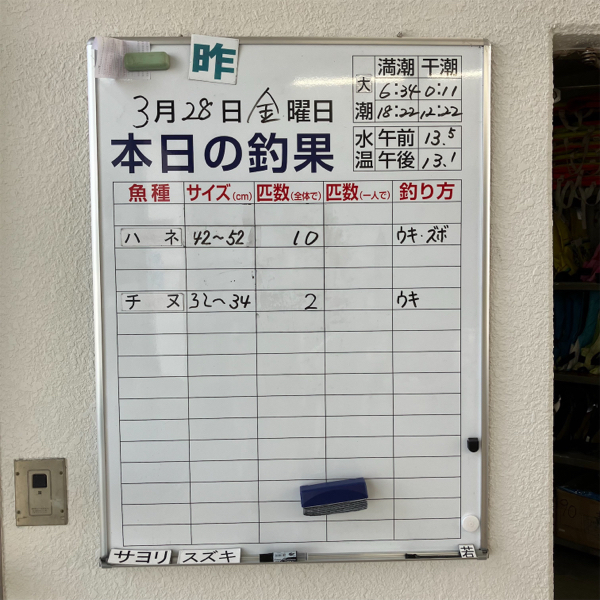 昨
満潮 干潮
大潮 6:34 0:11
18:22 12:22
3月28日金曜日
水温 午前 13.5
午後 13.1
本日の釣果
魚種 サイズ(cm) 匹数(全体で) 匹数(一人で) 釣り方
ハネ 42~52 10 ウキ・ズボ
チヌ 32~34 2 ウキ
サヨリ スズキ 若